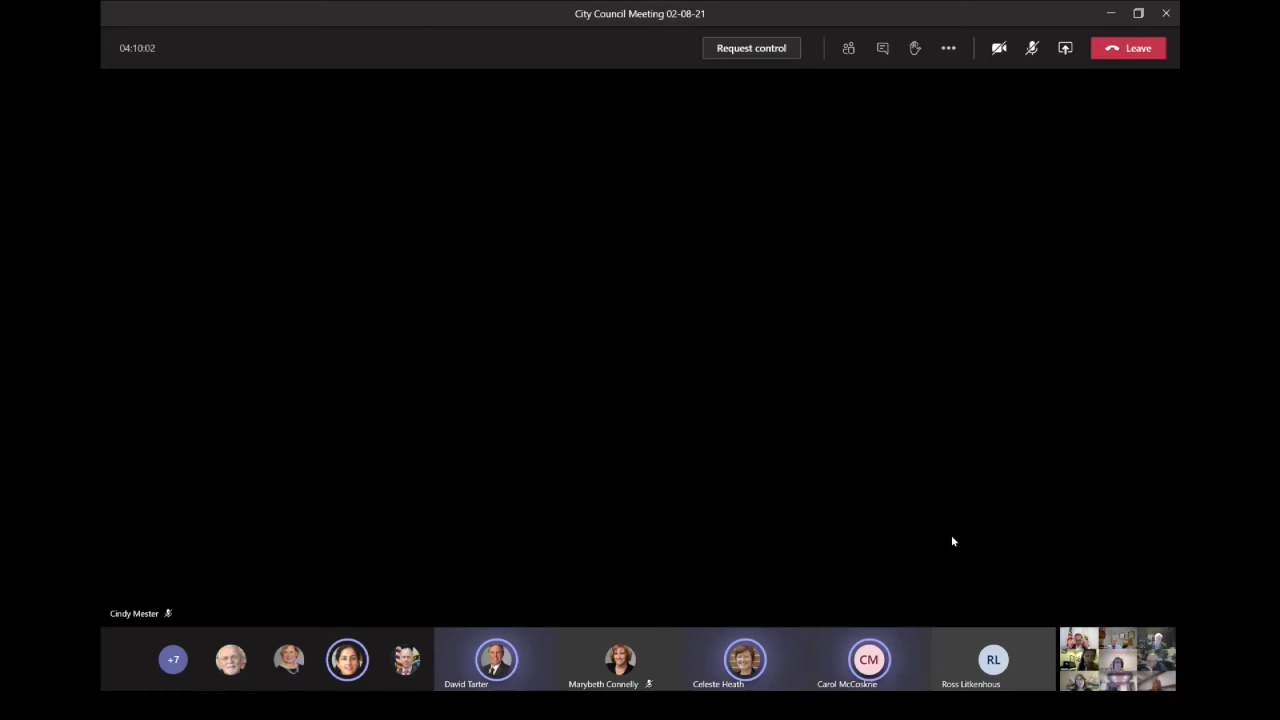 City Council Meeting 02-08-21
04:10:02
Request control
Leave
Cindy Mester
+7
David Tarter
Marybeth Connelly
Celeste Heath
CM
Carol McCoskrie
RL
Ross Litkenhous